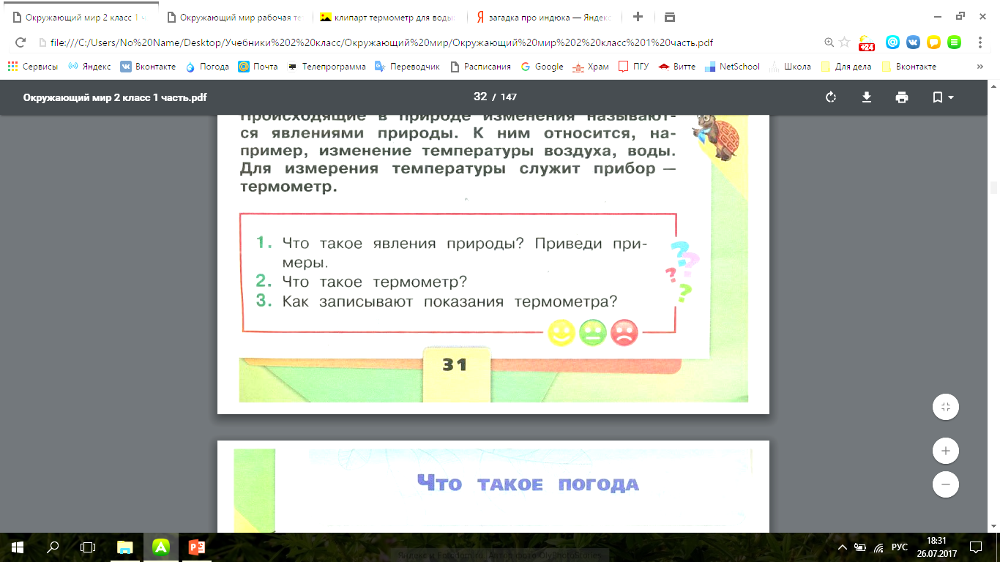 Окружающий мир 2 класс 1 ч
Окружающий мир рабочая те
клипарт термометр для воды
загадка про индюка — Яндекс
file:///C:/Users/No%20Name/Desktop/Учебники%202%20класс/Окружающий%20мир/Окружающий%20мир%202%20класс%201%20часть.pdf
+24
Сервисы Яндекс Вконтакте Погода Почта Телепрограмма Переводчик Расписания Google Храм ПГУ Витте NetSchool Школа Для дела Вконтакте »
Окружающий мир 2 класс 1 часть.pdf
32 / 147
Происходящие в природе изменения называют-
ся явлениями природы. К ним относится, на-
пример, изменение температуры воздуха, воды.
Для измерения температуры служит прибор —
термометр.
1. Что такое явления природы? Приведи при-
меры.
2. Что такое термометр?
3. Как записывают показания термометра?
31
Что такое погода
РУС
18:31
26.07.2017